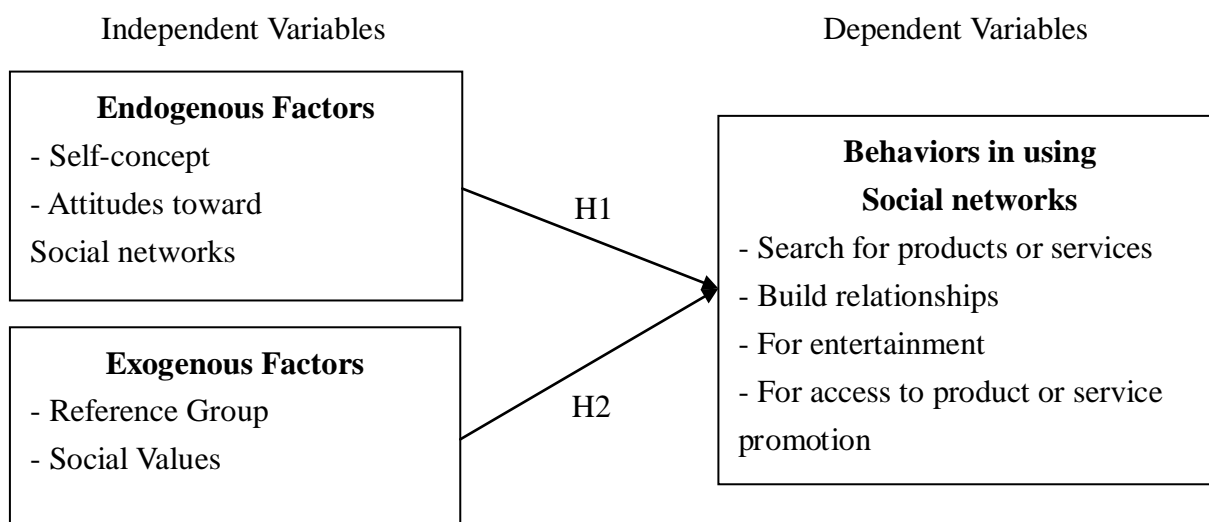 Independent Variables
Dependent Variables
Endogenous Factors
- Self-concept
- Attitudes toward
Social networks
H1
Exogenous Factors
- Reference Group
- Social Values
H2
Behaviors in using
Social networks
- Search for products or services
- Build relationships
- For entertainment
- For access to product or service
promotion